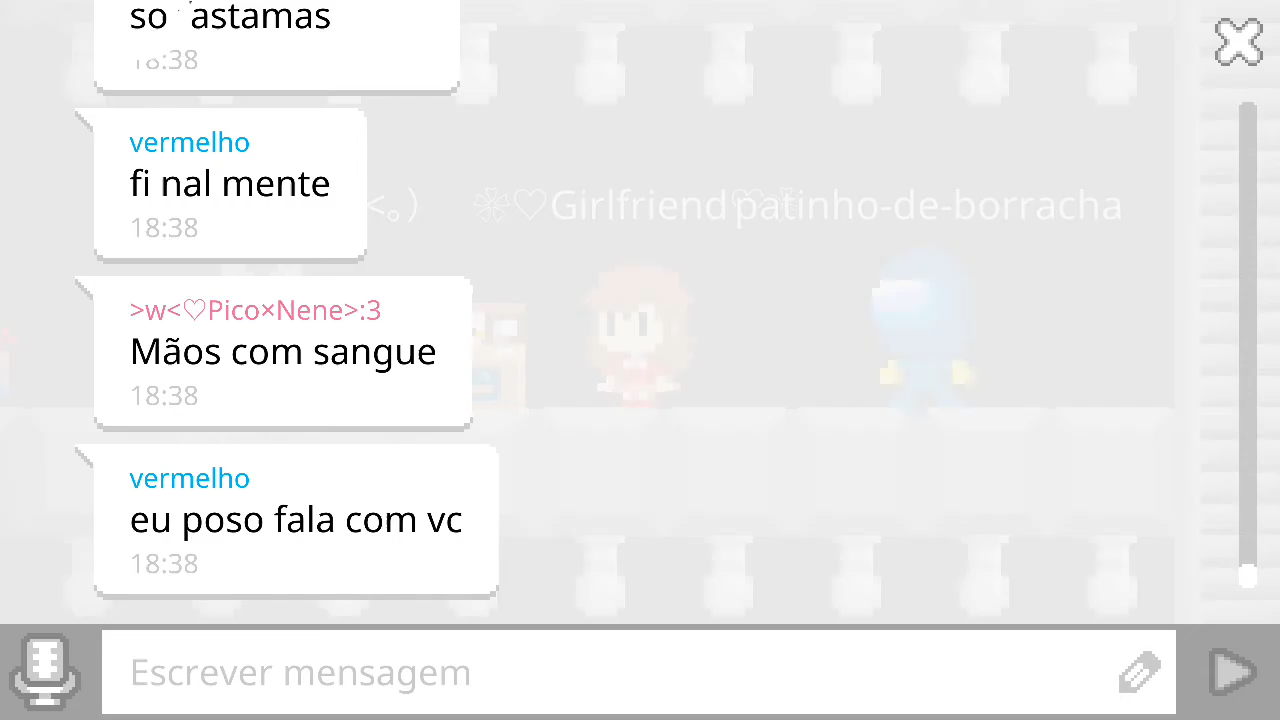 so astamas
18:38
vermelho
fi nal mente
18:38
<。) ❀♡Girlfriend♡ patinho-de-borracha
>w<♡Pico×Nene>:3
Mãos com sangue
18:38
vermelho
eu poso fala com vc
18:38
Escrever mensagem